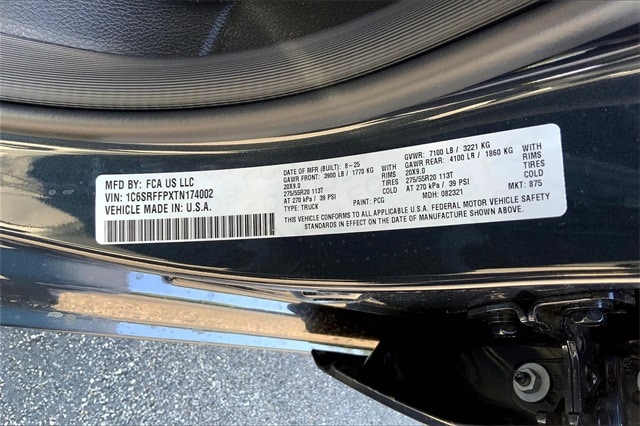 MFD BY: FCA US LLC
VIN: 1C6SRFFPXTN174002
VEHICLE MADE IN: U.S.A.
DATE OF MFR (BUILT): 8-25
GAWR FRONT: 3900 LB / 1770 KG WITH
20X9.0 RIMS
275/55R20 113T TIRES
AT 270 kPa / 39 PSI COLD
TYPE: TRUCK PAINT: PCG
GVWR: 7100 LB / 3221 KG
GAWR REAR: 4100 LB / 1860 KG WITH
20X9.0 RIMS
275/55R20 113T TIRES
AT 270 kPa / 39 PSI COLD
MDH: 082321 MKT: 875
THIS VEHICLE CONFORMS TO ALL APPLICABLE U.S.A. FEDERAL MOTOR VEHICLE SAFETY
STANDARDS IN EFFECT ON THE DATE OF MANUFACTURE SHOWN ABOVE.